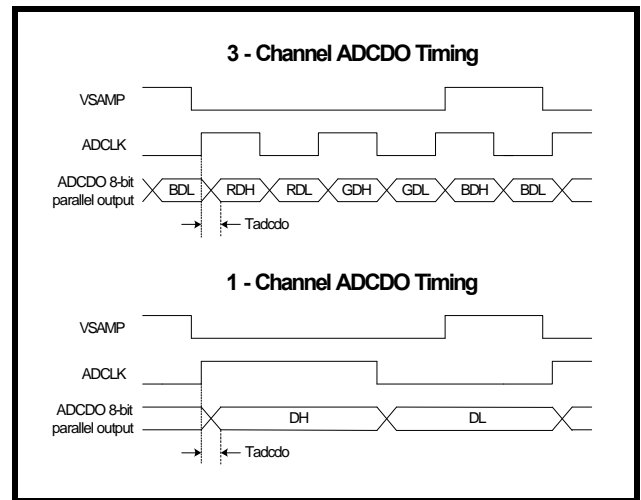 3 - Channel ADCDO Timing
VSAMP
ADCLK
ADCDO 8-bit
parallel output
BDL RDH RDL GDH GDL BDH BDL
Tadcdo
1 - Channel ADCDO Timing
VSAMP
ADCLK
ADCDO 8-bit
parallel output
DH DL
Tadcdo